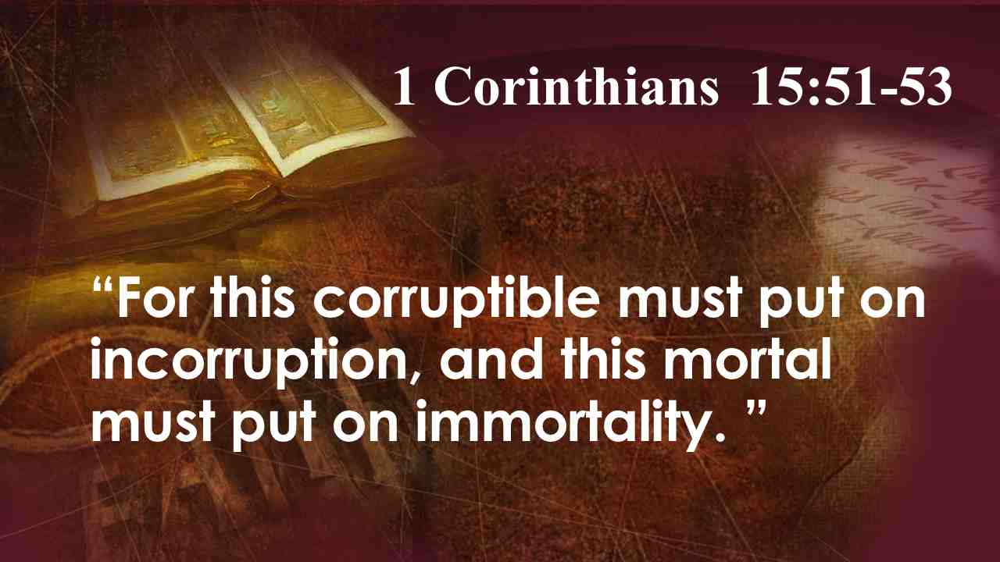 1 Corinthians  15:51-53
“For this corruptible must put on
incorruption, and this mortal
must put on immortality. ”